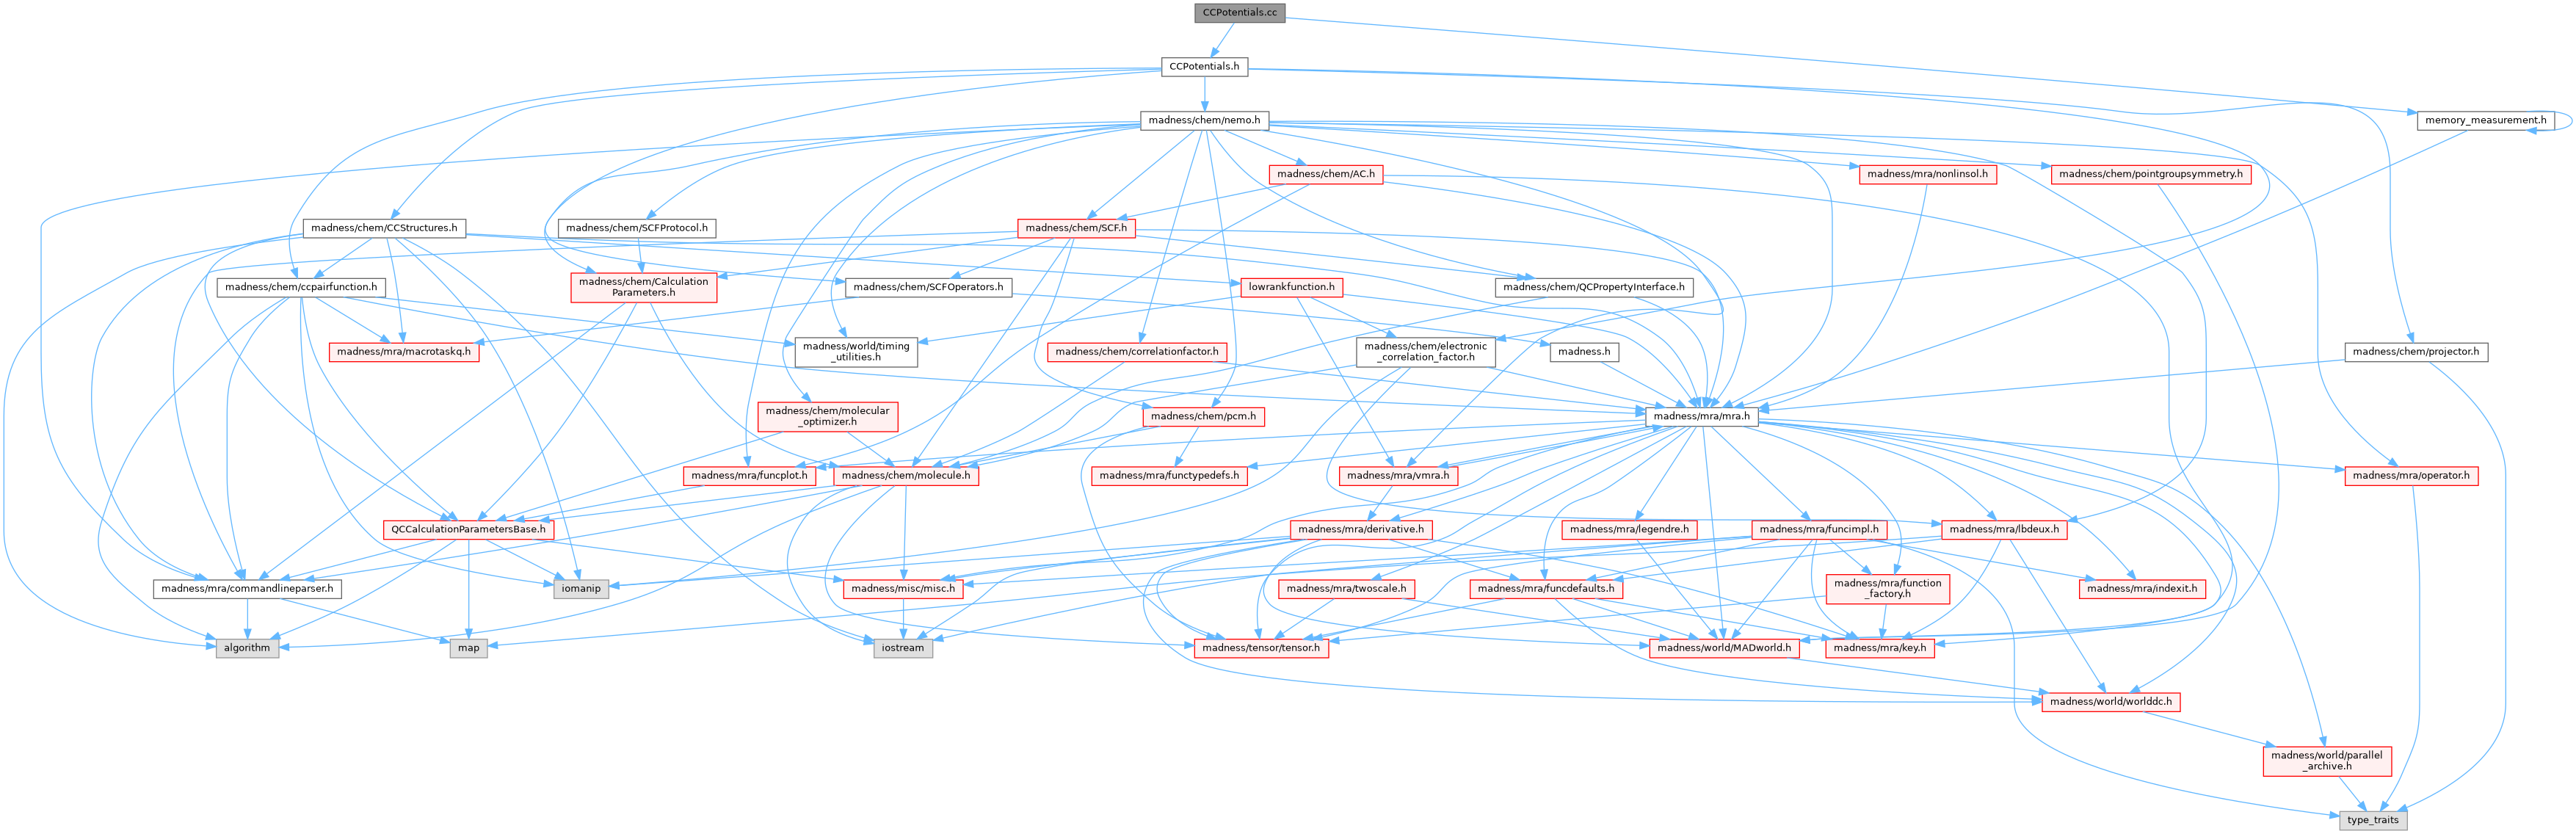 CCPotentials.cc
CCPotentials.h
madness/chem/nemo.h
memory_measurement.h
madness/chem/AC.h
madness/mra/nonlinsol.h
madness/chem/pointgroupsymmetry.h
madness/chem/CCStructures.h
madness/chem/SCFProtocol.h
madness/chem/SCF.h
madness/chem/ccpairfunction.h
madness/chem/Calculation
Parameters.h
madness/chem/SCFOperators.h
lowrankfunction.h
madness/chem/QCPropertyInterface.h
madness/mra/macrotaskq.h
madness/world/timing
_utilities.h
madness/chem/correlationfactor.h
madness/chem/electronic
_correlation_factor.h
madness.h
madness/chem/projector.h
madness/chem/molecular
_optimizer.h
madness/chem/pcm.h
madness/mra/mra.h
madness/mra/funcplot.h
madness/chem/molecule.h
madness/mra/functypedefs.h
madness/mra/vmra.h
madness/mra/operator.h
QCCalculationParametersBase.h
madness/mra/derivative.h
madness/mra/legendre.h
madness/mra/funcimpl.h
madness/mra/lbdeux.h
madness/mra/commandlineparser.h
iomanip
madness/misc/misc.h
madness/mra/twoscale.h
madness/mra/funcdefaults.h
madness/mra/function
_factory.h
madness/mra/indexit.h
algorithm
map
iostream
madness/tensor/tensor.h
madness/world/MADworld.h
madness/mra/key.h
madness/world/worlddc.h
madness/world/parallel
_archive.h
type_traits